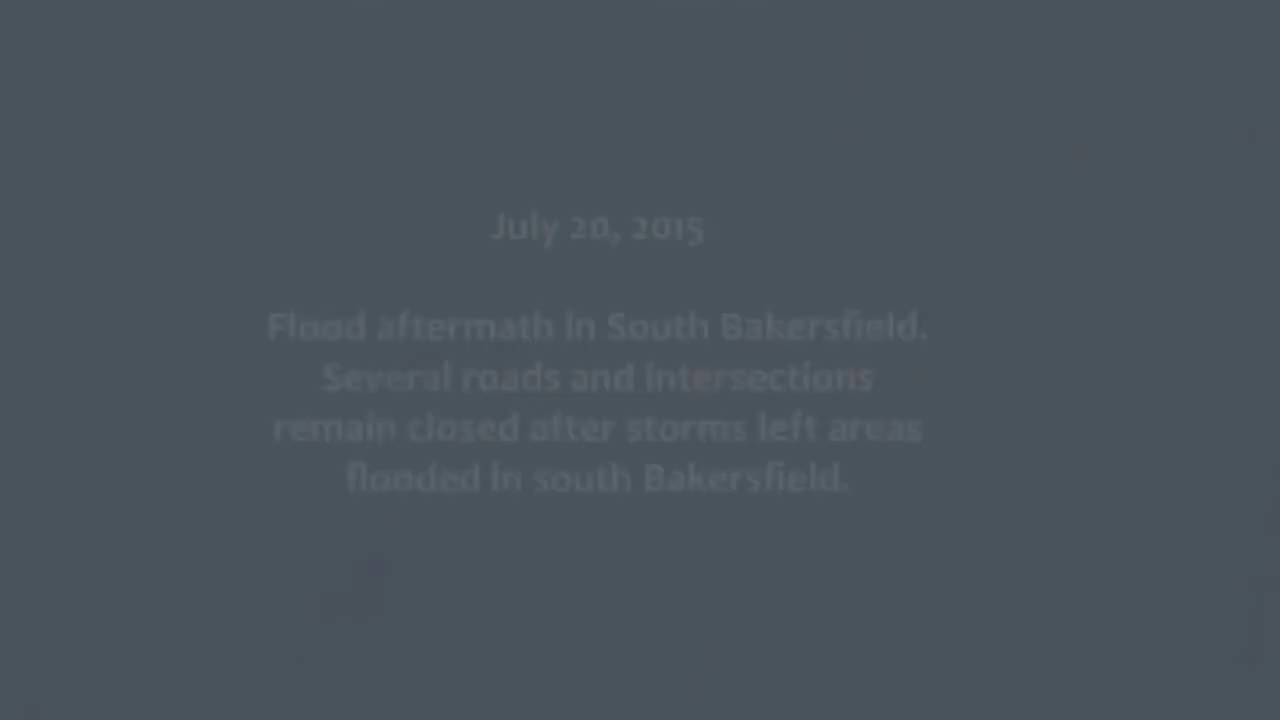 July 20, 2015
Flood aftermath in South Bakersfield.
Several roads and intersections
remain closed after storms left areas
flooded in south Bakersfield.